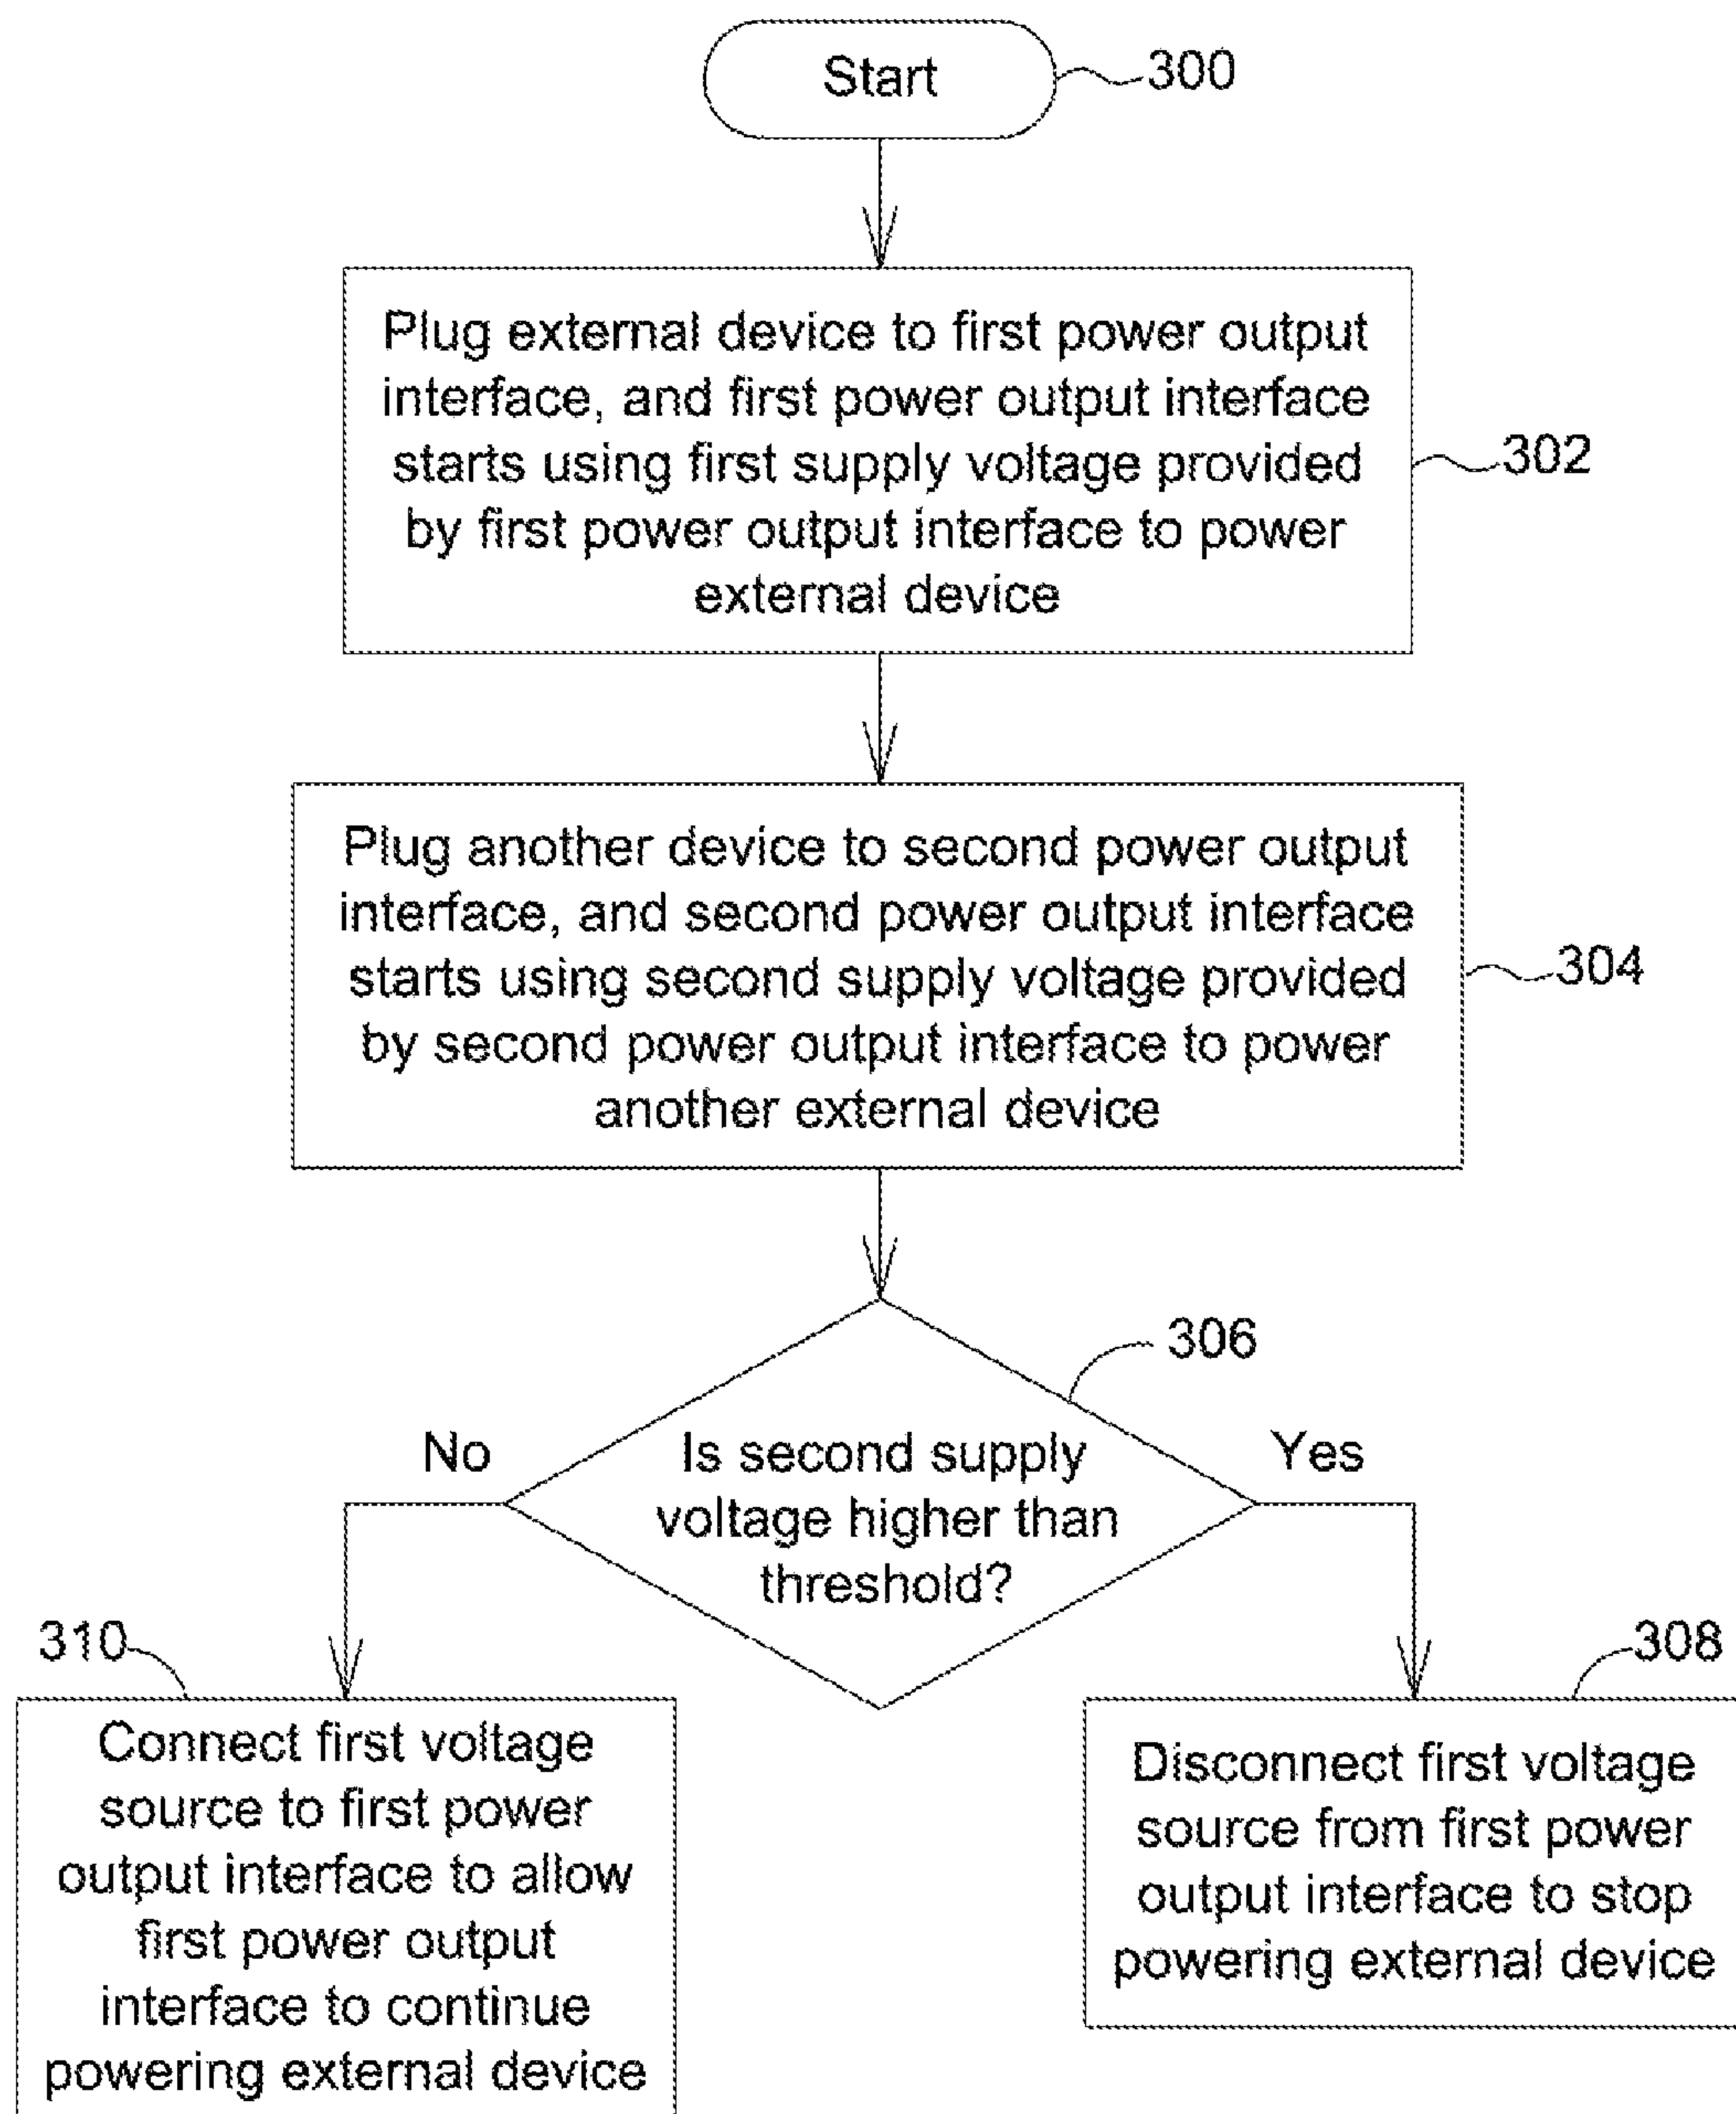 Start
300
Plug external device to first power output
interface, and first power output interface
starts using first supply voltage provided
by first power output interface to power
external device
302
Plug another device to second power output
interface, and second power output interface
starts using second supply voltage provided
by second power output interface to power
another external device
304
306
No
Is second supply
voltage higher than
threshold?
Yes
310
Connect first voltage
source to first power
output interface to allow
first power output
interface to continue
powering external device
308
Disconnect first voltage
source from first power
output interface to stop
powering external device